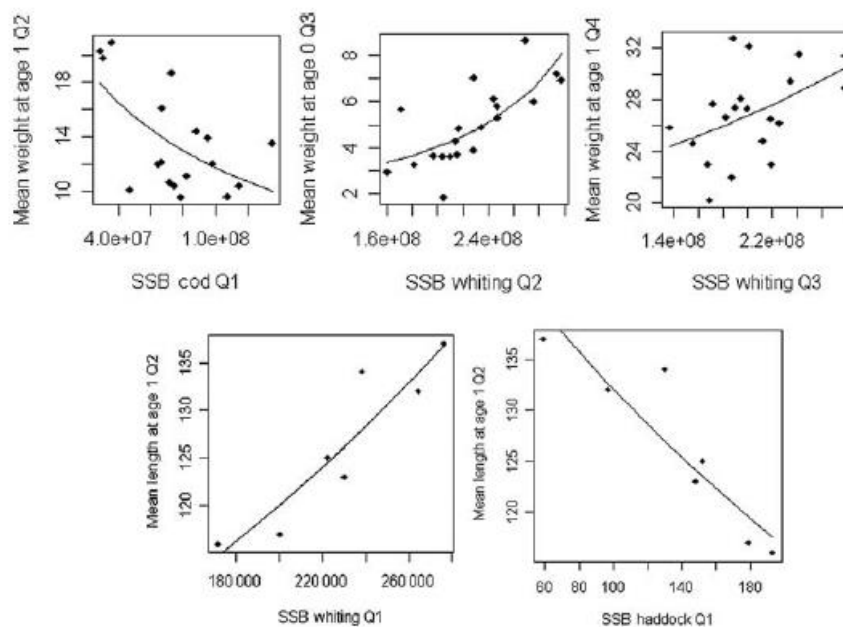 Mean weight at age 1 Q2
18
14
10
4.0e+07 1.0e+08
SSB cod Q1
Mean weight at age 0 Q3
8
6
4
2
1.6e+08 2.4e+08
SSB whiting Q2
Mean weight at age 1 Q4
32
28
24
20
1.4e+08 2.2e+08
SSB whiting Q3
Mean length at age 1 Q2
135
130
125
120
180 000 220 000 260 000
SSB whiting Q1
Mean length at age 1 Q2
135
130
125
120
60 80 100 140 180
SSB haddock Q1